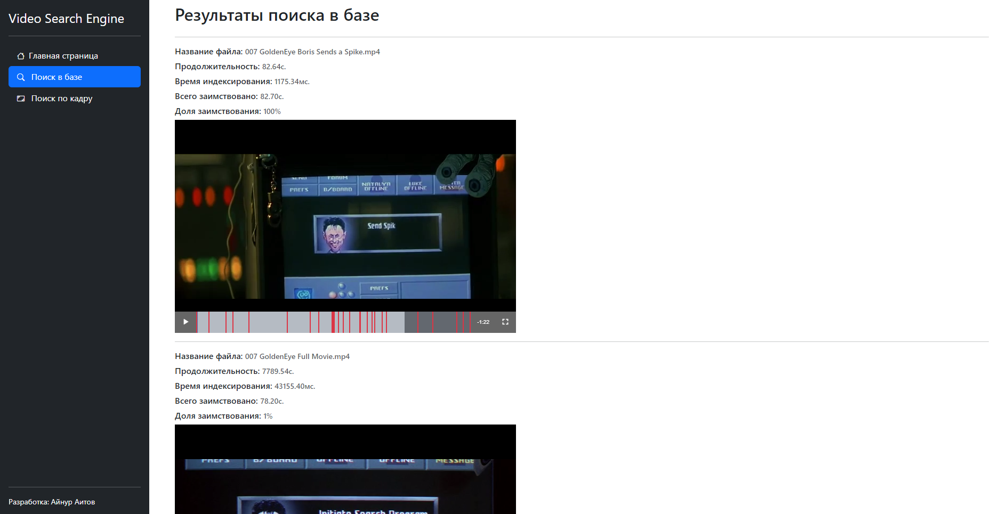 Video Search Engine
Главная страница
Поиск в базе
Поиск по кадру
Разработка: Айнур Аитов
Результаты поиска в базе
Название файла: 007 GoldenEye Boris Sends a Spike.mp4
Продолжительность: 82.64с.
Время индексирования: 1175.34мс.
Всего заимствовано: 82.70с.
Доля заимствования: 100%
SEND FORUM
PREFS B/BOARD NATALYA OFFLINE LUKE OFFLINE MESSAGE
Send Spik
PREFS
-1:22
Название файла: 007 GoldenEye Full Movie.mp4
Продолжительность: 7789.54с.
Время индексирования: 43155.40мс.
Всего заимствовано: 78.20с.
Доля заимствования: 1%
PREFS B/BOARD OFFLINE OFFLINE MESSAGE
Initiate Search Program